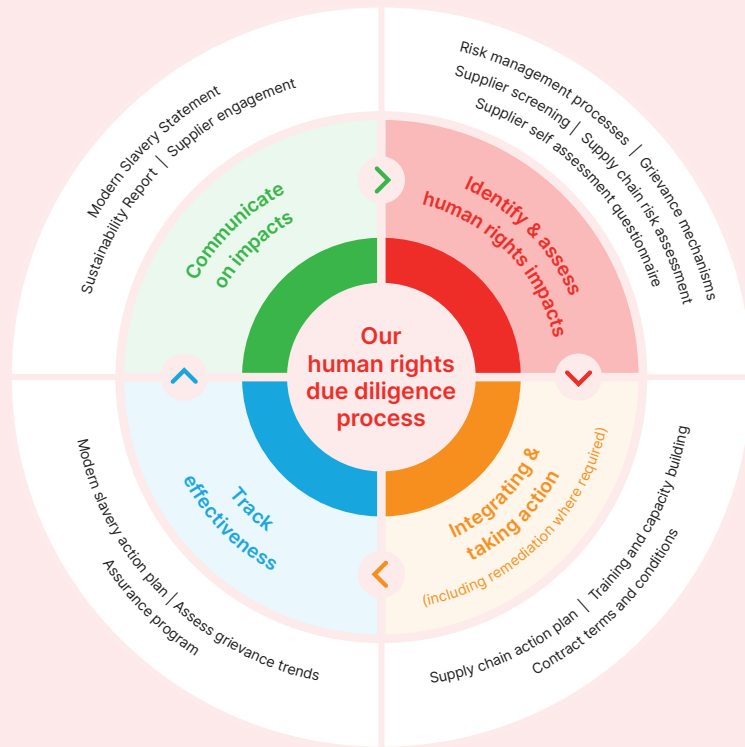 Our
human rights
due diligence
process
Identify & assess
human rights impacts
Risk management processes | Grievance mechanisms
Supplier screening | Supply chain risk assessment
Supplier self assessment questionnaire
Integrating &
taking action
(including remediation where required)
Supply chain action plan | Training and capacity building
Contract terms and conditions
Track
effectiveness
Modern slavery action plan | Assess grievance trends
Assurance program
Communicate
on impacts
Modern Slavery Statement
Sustainability Report | Supplier engagement